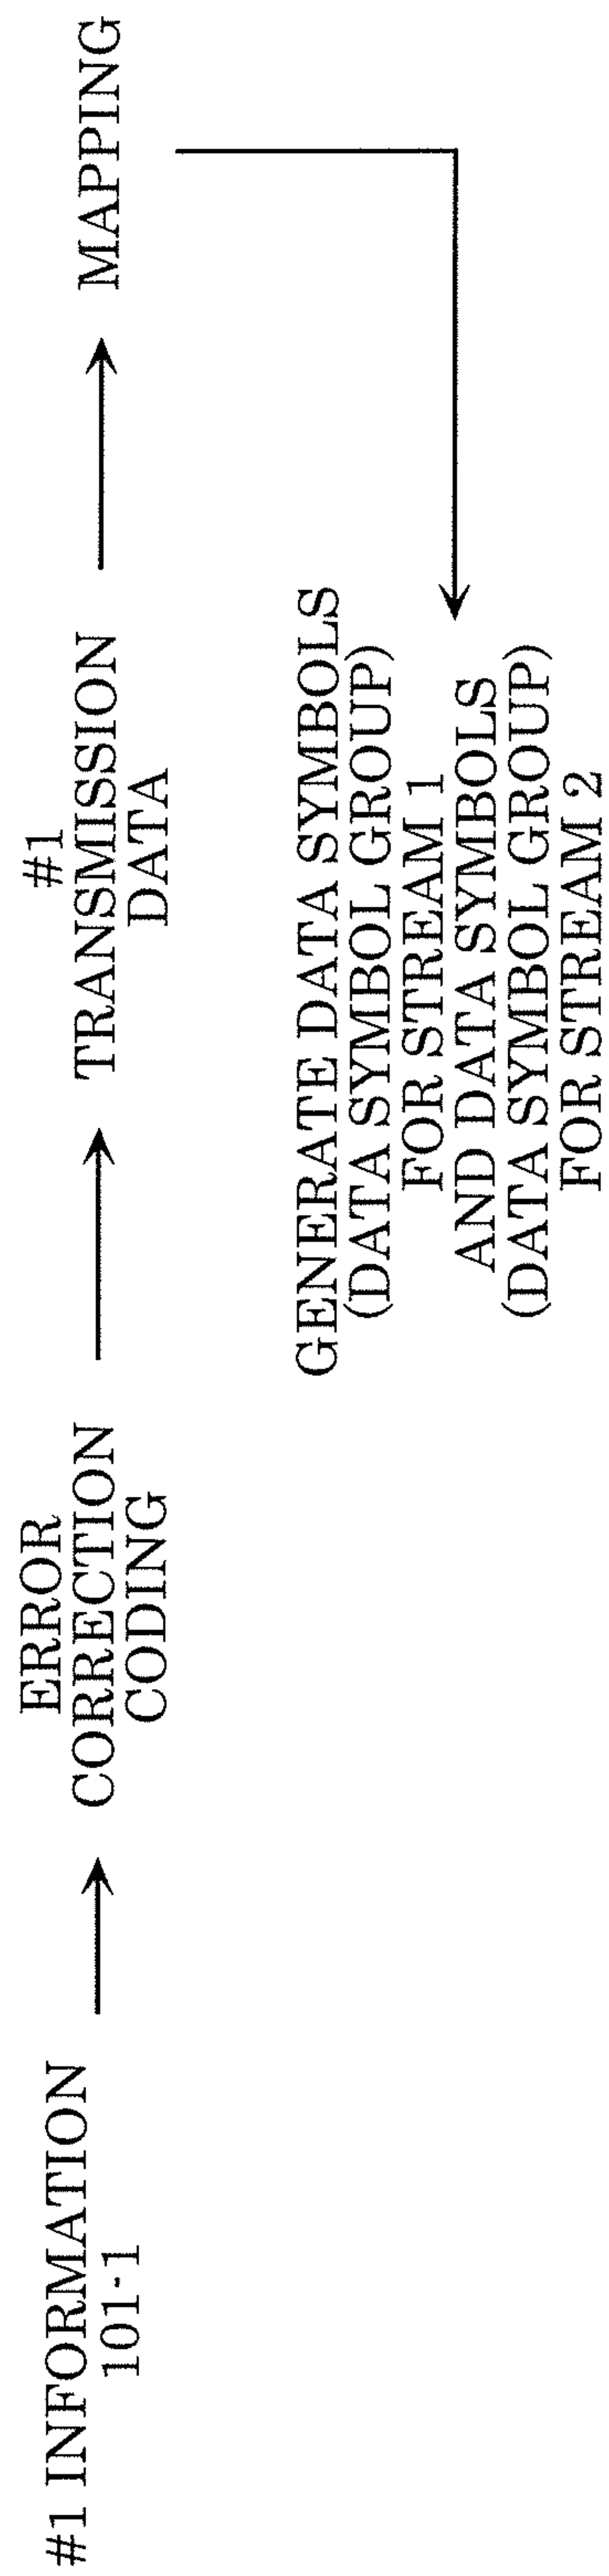 #1 INFORMATION
101-1
ERROR
CORRECTION
CODING
#1
TRANSMISSION
DATA
MAPPING
GENERATE DATA SYMBOLS
(DATA SYMBOL GROUP)
FOR STREAM 1
AND DATA SYMBOLS
(DATA SYMBOL GROUP)
FOR STREAM 2